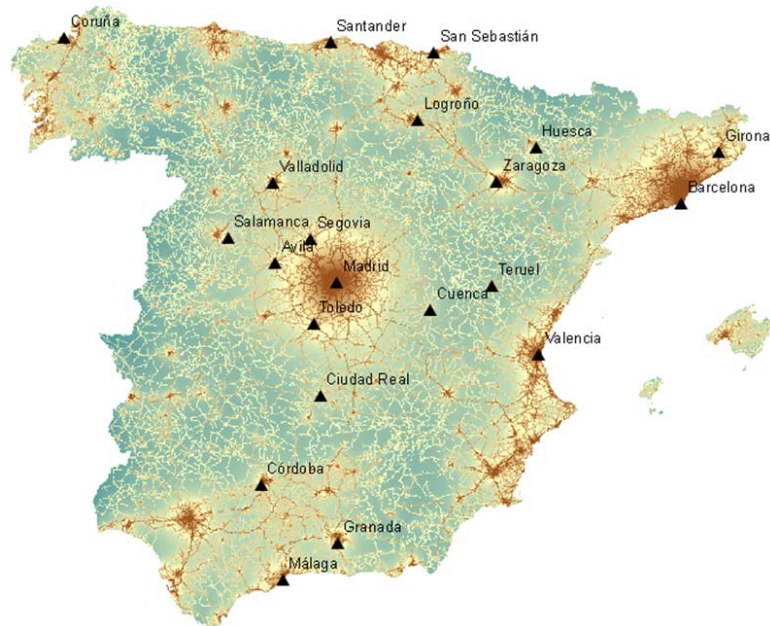 Coruña
Santander
San Sebastián
Logroño
Huesca
Girona
Valladolid
Zaragoza
Barcelona
Salamanca
Segovia
Avila
Madrid
Teruel
Cuenca
Toledo
Valencia
Ciudad Real
Córdoba
Granada
Málaga